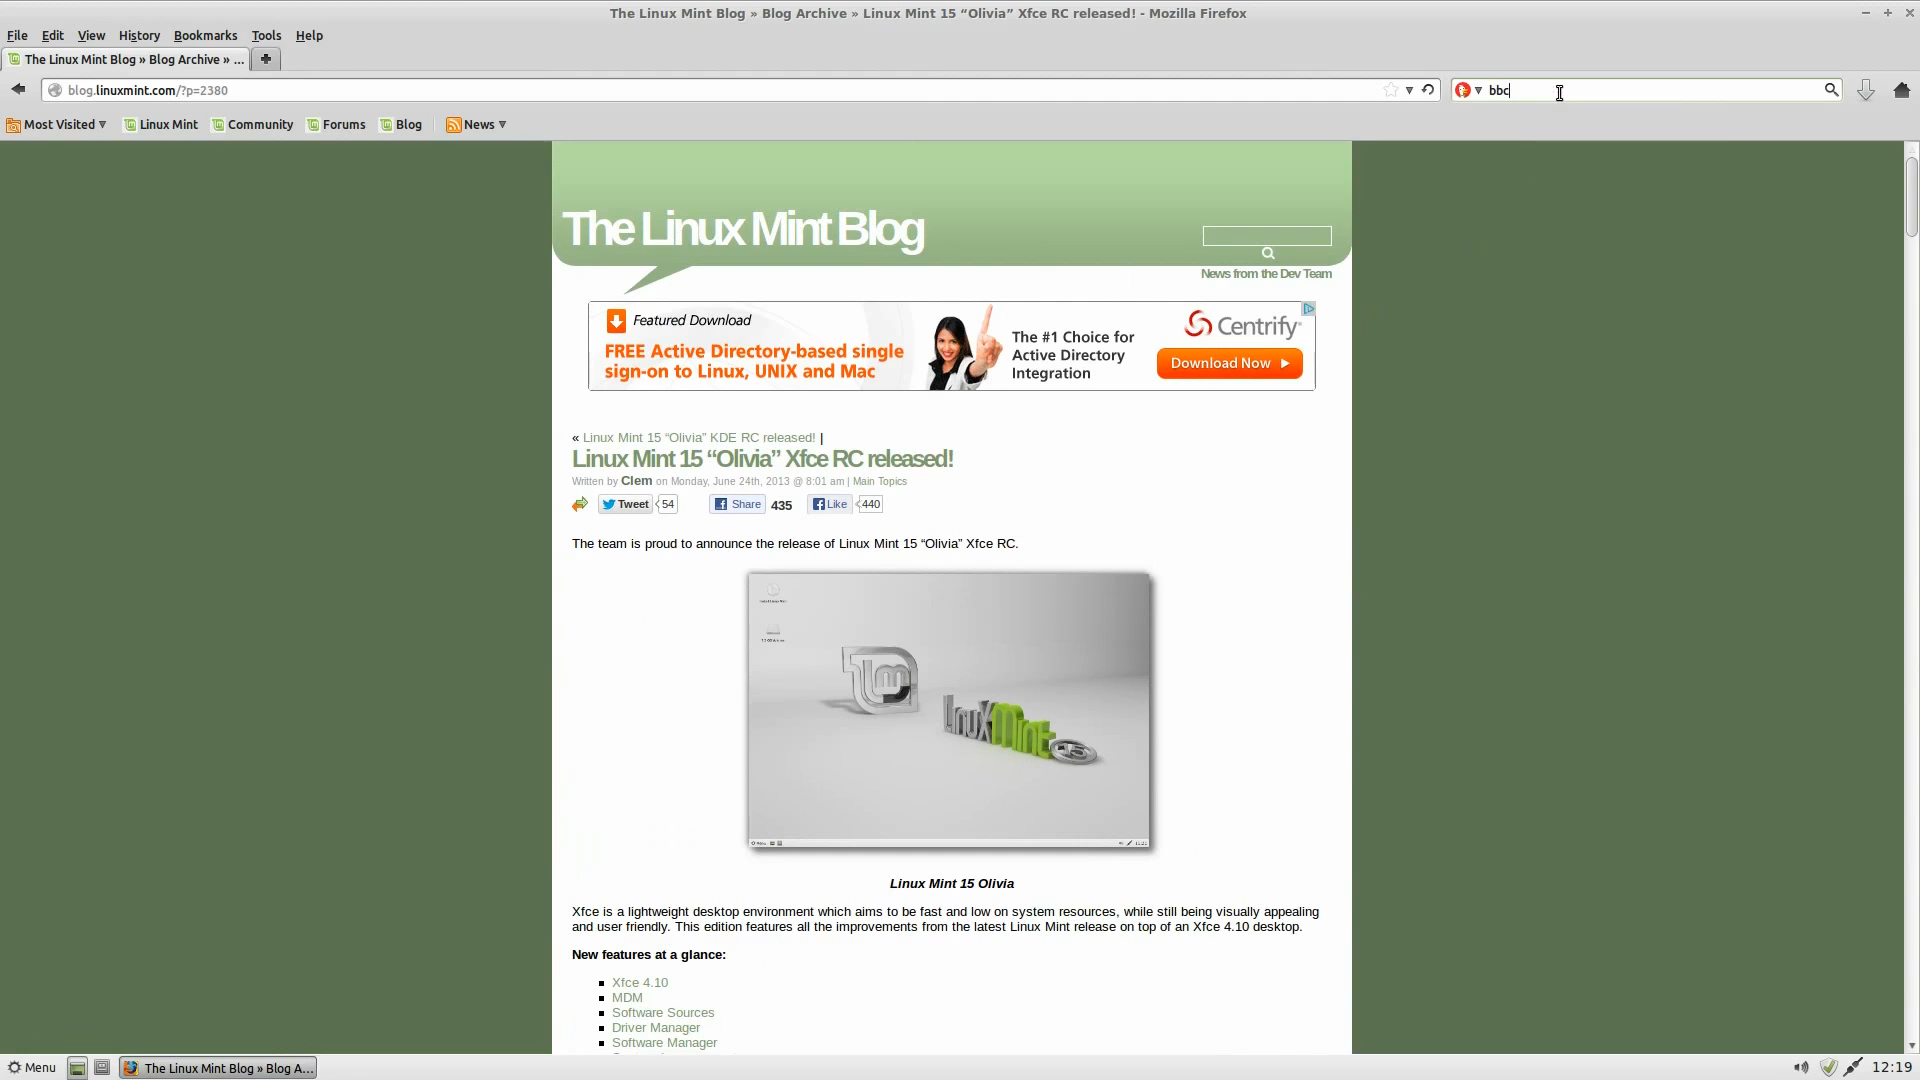 The Linux Mint Blog » Blog Archive » Linux Mint 15 “Olivia” Xfce RC released! - Mozilla Firefox
File Edit View History Bookmarks Tools Help
The Linux Mint Blog » Blog Archive » ...
blog.linuxmint.com/?p=2380
bbc
Most Visited Linux Mint Community Forums Blog News
The Linux Mint Blog
News from the Dev Team
Featured Download
FREE Active Directory-based single
sign-on to Linux, UNIX and Mac
The #1 Choice for
Active Directory
Integration
Centrify
Download Now
« Linux Mint 15 “Olivia” KDE RC released! |
Linux Mint 15 “Olivia” Xfce RC released!
Written by Clem on Monday, June 24th, 2013 @ 8:01 am | Main Topics
Tweet 54 Share 435 Like 440
The team is proud to announce the release of Linux Mint 15 “Olivia” Xfce RC.
LinuxMint 15
Linux Mint 15 Olivia
Xfce is a lightweight desktop environment which aims to be fast and low on system resources, while still being visually appealing
and user friendly. This edition features all the improvements from the latest Linux Mint release on top of an Xfce 4.10 desktop.
New features at a glance:
Xfce 4.10
MDM
Software Sources
Driver Manager
Software Manager
Menu The Linux Mint Blog » Blog A... 12:19